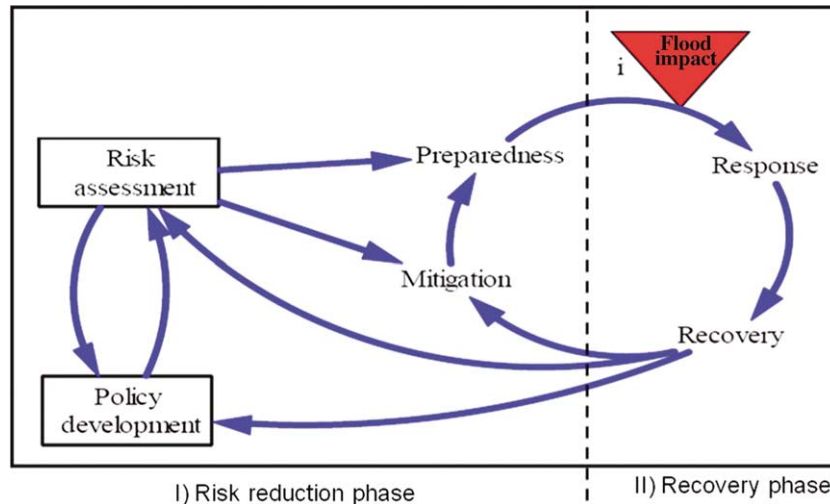 Flood
impact
i
Risk
assessment
Preparedness
Response
Mitigation
Recovery
Policy
development
I) Risk reduction phase
II) Recovery phase